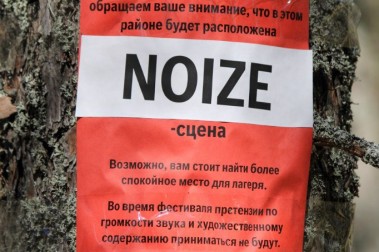 обращаем ваше внимание, что в этом
районе будет расположена
NOIZE
-сцена
Возможно, вам стоит найти более
спокойное место для лагеря.
Во время фестиваля претензии по
громкости звука и художественному
содержанию приниматься не будут.